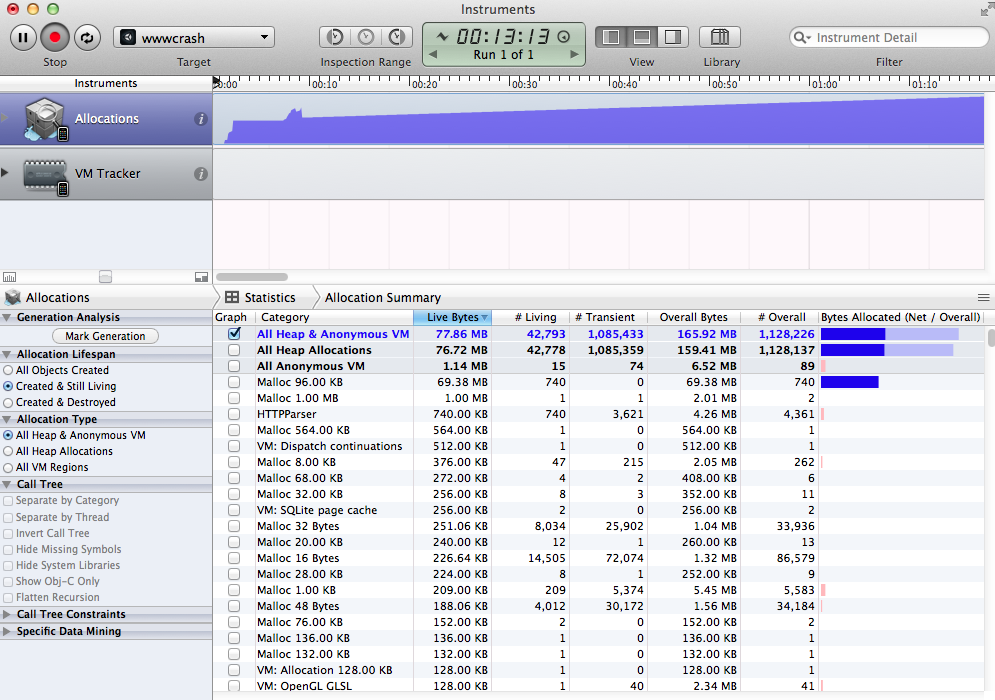 Instruments
wwwcrash
00:13:13
Run 1 of 1
Instrument Detail
Stop Target Inspection Range View Library Filter
Instruments
00:00 00:10 00:20 00:30 00:40 00:50 01:00 01:10
Allocations
VM Tracker
Allocations
Generation Analysis
Mark Generation
Allocation Lifespan
All Objects Created
Created & Still Living
Created & Destroyed
Allocation Type
All Heap & Anonymous VM
All Heap Allocations
All VM Regions
Call Tree
Separate by Category
Separate by Thread
Invert Call Tree
Hide Missing Symbols
Hide System Libraries
Show Obj-C Only
Flatten Recursion
Call Tree Constraints
Specific Data Mining
Statistics Allocation Summary
Graph Category Live Bytes # Living # Transient Overall Bytes # Overall Bytes Allocated (Net / Overall)
All Heap & Anonymous VM 77.86 MB 42,793 1,085,433 165.92 MB 1,128,226
All Heap Allocations 76.72 MB 42,778 1,085,359 159.41 MB 1,128,137
All Anonymous VM 1.14 MB 15 74 6.52 MB 89
Malloc 96.00 KB 69.38 MB 740 0 69.38 MB 740
Malloc 1.00 MB 1.00 MB 1 1 2.01 MB 2
HTTPParser 740.00 KB 740 3,621 4.26 MB 4,361
Malloc 564.00 KB 564.00 KB 1 0 564.00 KB 1
VM: Dispatch continuations 512.00 KB 1 0 512.00 KB 1
Malloc 8.00 KB 376.00 KB 47 215 2.05 MB 262
Malloc 68.00 KB 272.00 KB 4 2 408.00 KB 6
Malloc 32.00 KB 256.00 KB 8 3 352.00 KB 11
VM: SQLite page cache 256.00 KB 2 0 256.00 KB 2
Malloc 32 Bytes 251.06 KB 8,034 25,902 1.04 MB 33,936
Malloc 20.00 KB 240.00 KB 12 1 260.00 KB 13
Malloc 16 Bytes 226.64 KB 14,505 72,074 1.32 MB 86,579
Malloc 28.00 KB 224.00 KB 8 1 252.00 KB 9
Malloc 1.00 KB 209.00 KB 209 5,374 5.45 MB 5,583
Malloc 48 Bytes 188.06 KB 4,012 30,172 1.56 MB 34,184
Malloc 76.00 KB 152.00 KB 2 0 152.00 KB 2
Malloc 136.00 KB 136.00 KB 1 0 136.00 KB 1
Malloc 132.00 KB 132.00 KB 1 0 132.00 KB 1
VM: Allocation 128.00 KB 128.00 KB 1 0 128.00 KB 1
VM: OpenGL GLSL 128.00 KB 1 40 2.34 MB 41